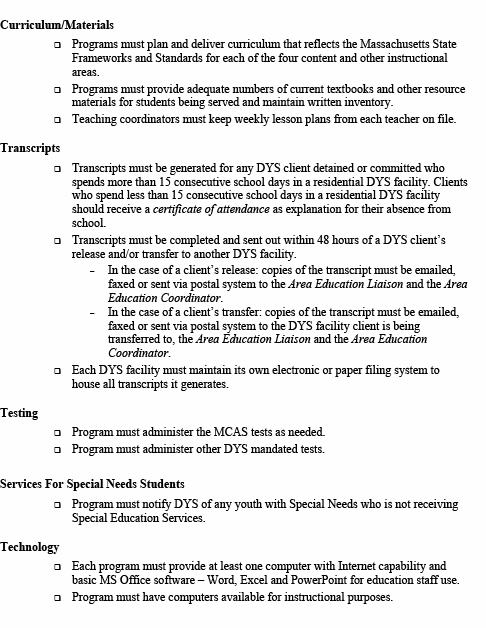 Curriculum/Materials
❑ Programs must plan and deliver curriculum that reflects the Massachusetts State
Frameworks and Standards for each of the four content and other instructional
areas.
❑ Programs must provide adequate numbers of current textbooks and other resource
materials for students being served and maintain written inventory.
❑ Teaching coordinators must keep weekly lesson plans from each teacher on file.
Transcripts
❑ Transcripts must be generated for any DYS client detained or committed who
spends more than 15 consecutive school days in a residential DYS facility. Clients
who spend less than 15 consecutive school days in a residential DYS facility
should receive a certificate of attendance as explanation for their absence from
school.
❑ Transcripts must be completed and sent out within 48 hours of a DYS client's
release and/or transfer to another DYS facility.
– In the case of a client's release: copies of the transcript must be emailed,
faxed or sent via postal system to the Area Education Liaison and the Area
Education Coordinator.
– In the case of a client's transfer: copies of the transcript must be emailed,
faxed or sent via postal system to the DYS facility client is being
transferred to, the Area Education Liaison and the Area Education
Coordinator.
❑ Each DYS facility must maintain its own electronic or paper filing system to
house all transcripts it generates.
Testing
❑ Program must administer the MCAS tests as needed.
❑ Program must administer other DYS mandated tests.
Services For Special Needs Students
❑ Program must notify DYS of any youth with Special Needs who is not receiving
Special Education Services.
Technology
❑ Each program must provide at least one computer with Internet capability and
basic MS Office software – Word, Excel and PowerPoint for education staff use.
❑ Program must have computers available for instructional purposes.